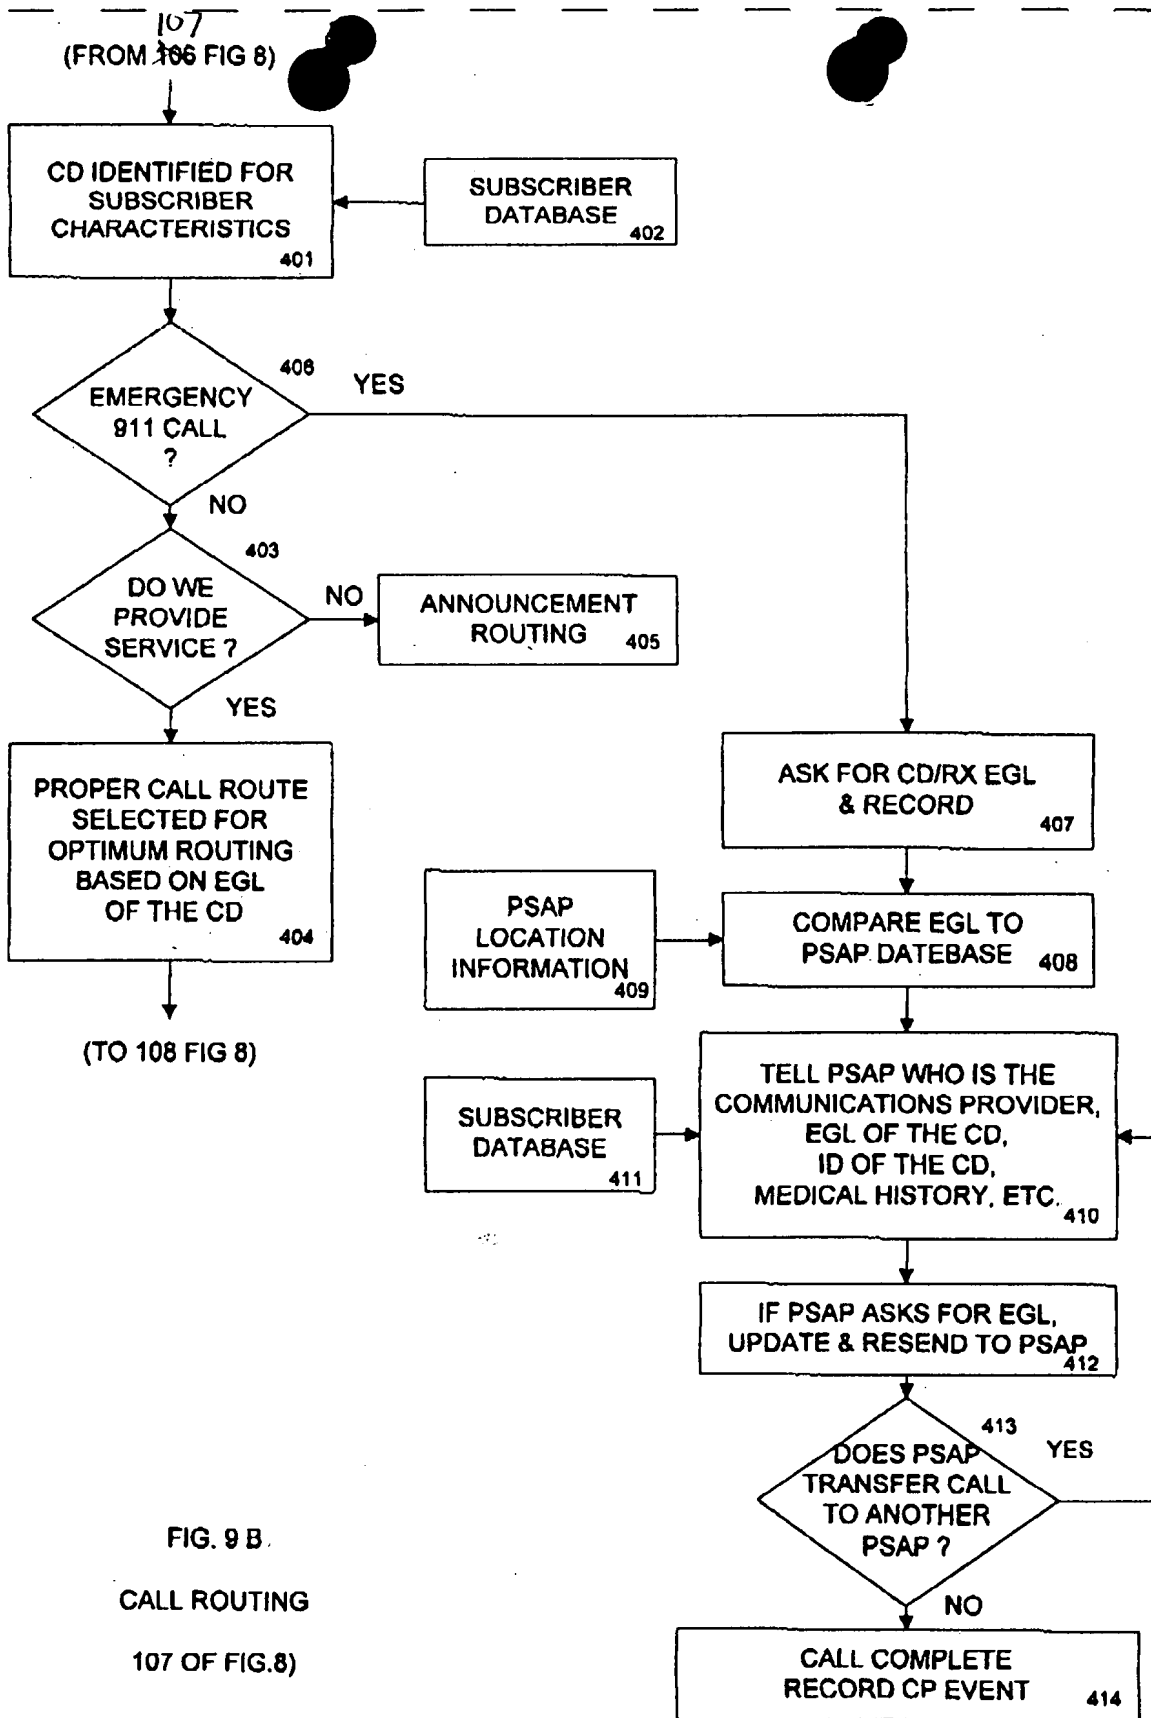 107
(FROM 106 FIG 8)
CD IDENTIFIED FOR
SUBSCRIBER
CHARACTERISTICS
401
SUBSCRIBER
DATABASE
402
EMERGENCY
911 CALL
?
406
YES
NO
403
DO WE
PROVIDE
SERVICE ?
NO
ANNOUNCEMENT
ROUTING
405
YES
PROPER CALL ROUTE
SELECTED FOR
OPTIMUM ROUTING
BASED ON EGL
OF THE CD
404
(TO 108 FIG 8)
ASK FOR CD/RX EGL
& RECORD
407
PSAP
LOCATION
INFORMATION
409
COMPARE EGL TO
PSAP DATEBASE
408
SUBSCRIBER
DATABASE
411
TELL PSAP WHO IS THE
COMMUNICATIONS PROVIDER,
EGL OF THE CD,
ID OF THE CD,
MEDICAL HISTORY, ETC.
410
IF PSAP ASKS FOR EGL,
UPDATE & RESEND TO PSAP
412
413
DOES PSAP
TRANSFER CALL
TO ANOTHER
PSAP ?
YES
NO
CALL COMPLETE
RECORD CP EVENT
414
FIG. 9 B.
CALL ROUTING
107 OF FIG.8)